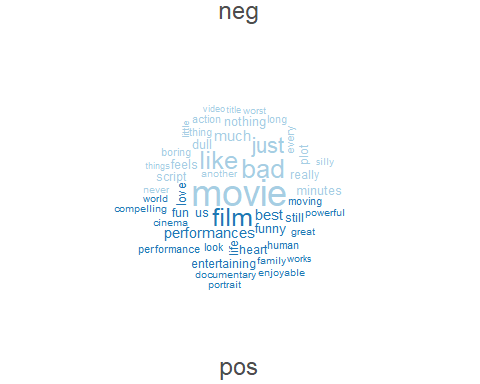 neg
video title worst
action nothing long
little thing much just every
dull plot
boring like silly
things feels another bad really
script
never movie minutes.
world love moving
compelling fun us film best still powerful
cinema funny great
performances
performance look life heart human
entertaining family works
documentary enjoyable
portrait
pos